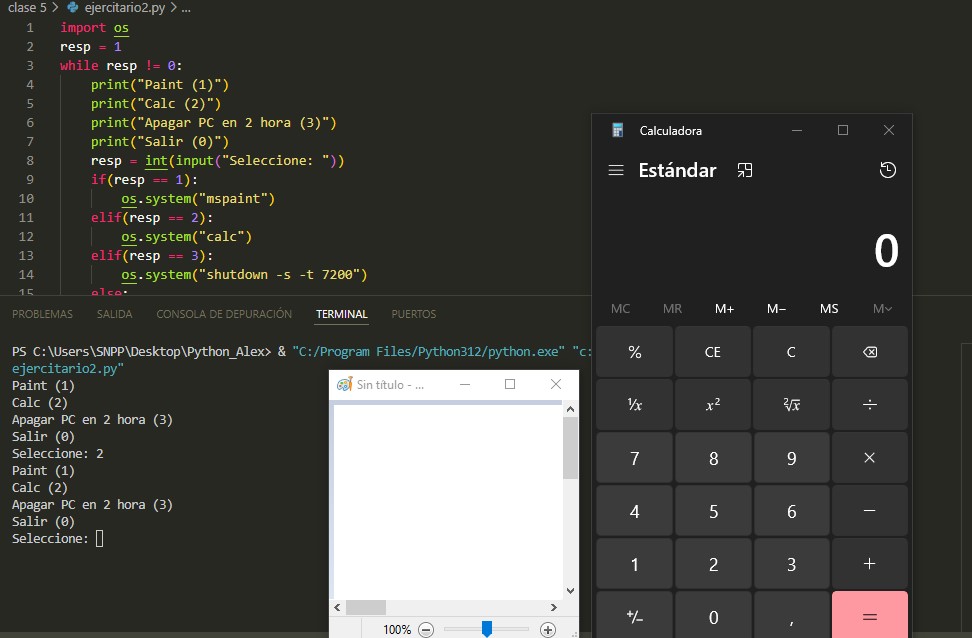 clase 5 > ejercitario2.py > ...
1 import os
2 resp = 1
3 while resp != 0:
4 print("Paint (1)")
5 print("Calc (2)")
6 print("Apagar PC en 2 hora (3)")
7 print("Salir (0)")
8 resp = int(input("Seleccione: "))
9 if(resp == 1):
10 os.system("mspaint")
11 elif(resp == 2):
12 os.system("calc")
13 elif(resp == 3):
14 os.system("shutdown -s -t 7200")
15 else:
PROBLEMAS SALIDA CONSOLA DE DEPURACIÓN TERMINAL PUERTOS
PS C:\Users\SNPP\Desktop\Python_Alex> & "C:/Program Files/Python312/python.exe" "c:
ejercitario2.py"
Paint (1)
Calc (2)
Apagar PC en 2 hora (3)
Salir (0)
Seleccione: 2
Paint (1)
Calc (2)
Apagar PC en 2 hora (3)
Salir (0)
Seleccione:
Sin título - ...
100%
Calculadora
Estándar
0
MC MR M+ M− MS M
% CE C
¹/x x² ²√x ÷
7 8 9 ×
4 5 6 −
1 2 3 +
+/− 0 , =